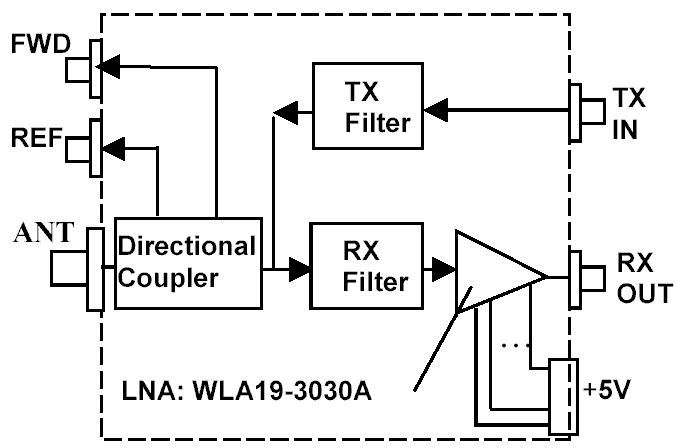 FWD
REF
ANT
Directional
Coupler
TX
Filter
RX
Filter
TX
IN
RX
OUT
...
+5V
LNA: WLA19-3030A